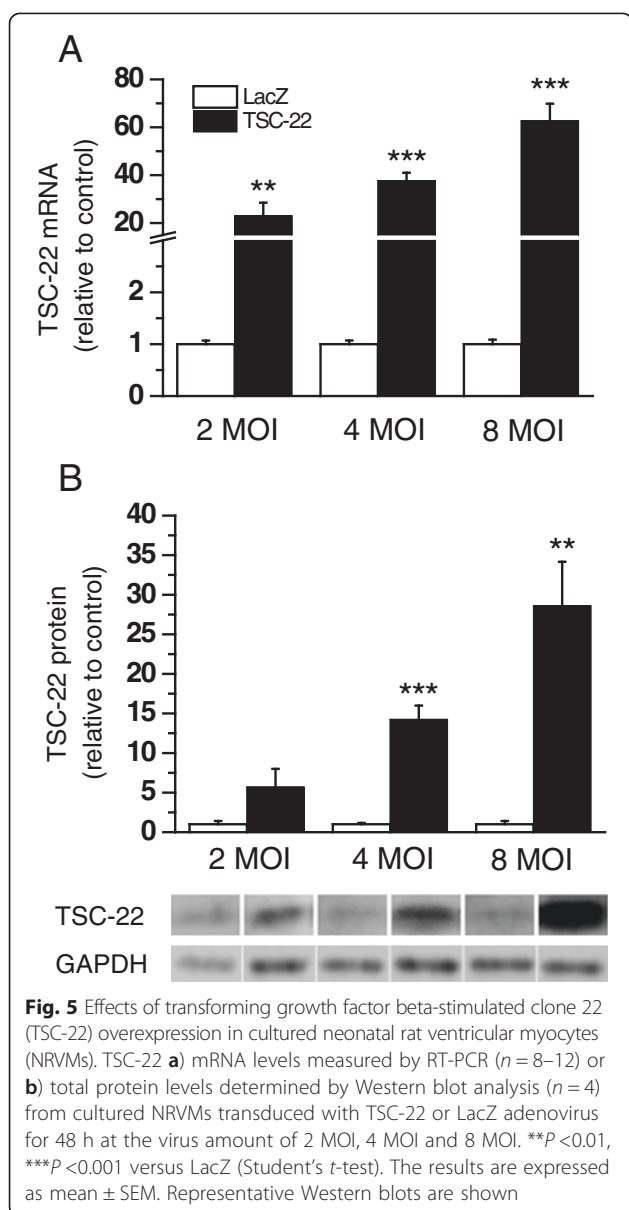 A
TSC-22 mRNA
(relative to control)
80
60
40
20
2
1
0
LacZ
TSC-22
**
***
***
2 MOI 4 MOI 8 MOI
B
TSC-22 protein
(relative to control)
40
35
30
25
20
15
10
5
0
***
**
2 MOI 4 MOI 8 MOI
TSC-22
GAPDH
Fig. 5 Effects of transforming growth factor beta-stimulated clone 22
(TSC-22) overexpression in cultured neonatal rat ventricular myocytes
(NRVMs). TSC-22 a) mRNA levels measured by RT-PCR (n = 8–12) or
b) total protein levels determined by Western blot analysis (n = 4)
from cultured NRVMs transduced with TSC-22 or LacZ adenovirus
for 48 h at the virus amount of 2 MOI, 4 MOI and 8 MOI. **P <0.01,
***P <0.001 versus LacZ (Student's t-test). The results are expressed
as mean ± SEM. Representative Western blots are shown